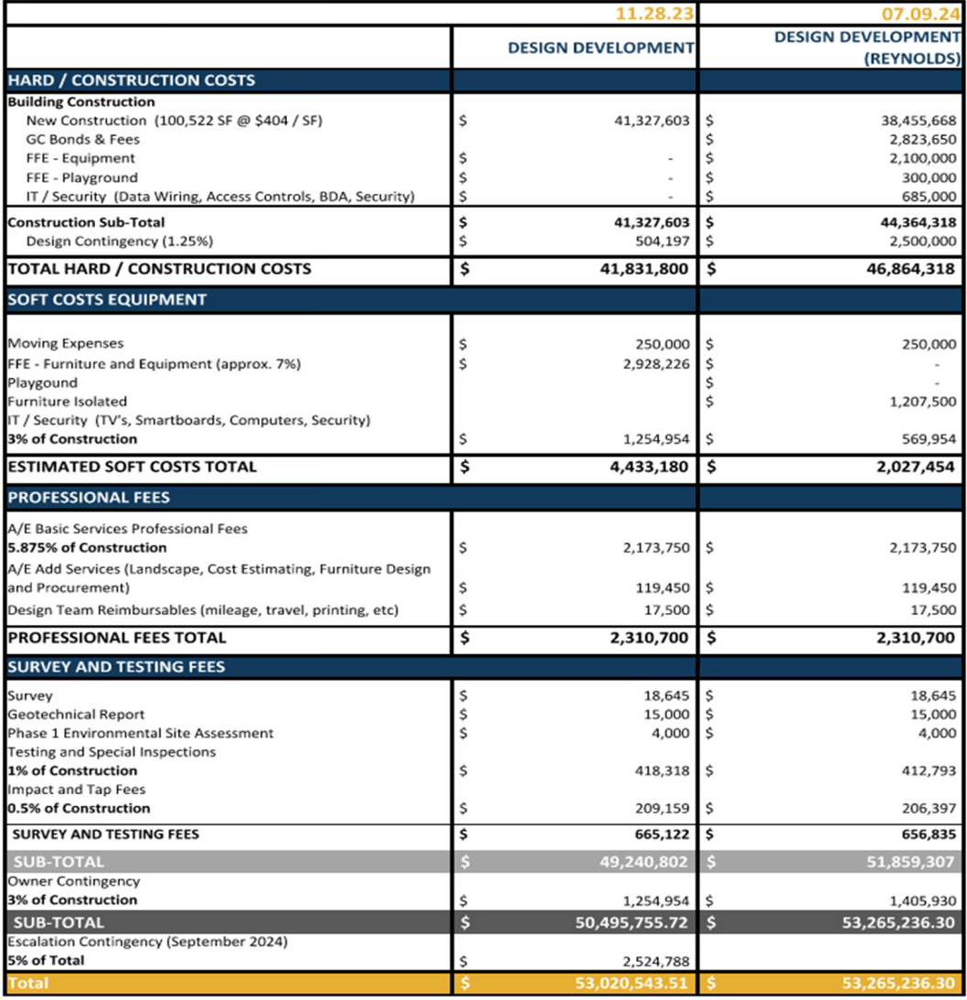 11.28.23 07.09.24
DESIGN DEVELOPMENT DESIGN DEVELOPMENT
(REYNOLDS)
HARD / CONSTRUCTION COSTS
Building Construction
New Construction (100,522 SF @ $404 / SF) $ 41,327,603 $ 38,455,668
GC Bonds & Fees $ 2,823,650
FFE - Equipment $ - $ 2,100,000
FFE - Playground $ - $ 300,000
IT / Security (Data Wiring, Access Controls, BDA, Security) $ - $ 685,000
Construction Sub-Total $ 41,327,603 $ 44,364,318
Design Contingency (1.25%) $ 504,197 $ 2,500,000
TOTAL HARD / CONSTRUCTION COSTS $ 41,831,800 $ 46,864,318
SOFT COSTS EQUIPMENT
Moving Expenses $ 250,000 $ 250,000
FFE - Furniture and Equipment (approx. 7%) $ 2,928,226 $ -
Playgound $ -
Furniture Isolated $ 1,207,500
IT / Security (TV's, Smartboards, Computers, Security)
3% of Construction $ 1,254,954 $ 569,954
ESTIMATED SOFT COSTS TOTAL $ 4,433,180 $ 2,027,454
PROFESSIONAL FEES
A/E Basic Services Professional Fees
5.875% of Construction $ 2,173,750 $ 2,173,750
A/E Add Services (Landscape, Cost Estimating, Furniture Design
and Procurement) $ 119,450 $ 119,450
Design Team Reimbursables (mileage, travel, printing, etc) $ 17,500 $ 17,500
PROFESSIONAL FEES TOTAL $ 2,310,700 $ 2,310,700
SURVEY AND TESTING FEES
Survey $ 18,645 $ 18,645
Geotechnical Report $ 15,000 $ 15,000
Phase 1 Environmental Site Assessment $ 4,000 $ 4,000
Testing and Special Inspections
1% of Construction $ 418,318 $ 412,793
Impact and Tap Fees
0.5% of Construction $ 209,159 $ 206,397
SURVEY AND TESTING FEES $ 665,122 $ 656,835
SUB-TOTAL $ 49,240,802 $ 51,859,307
Owner Contingency
3% of Construction $ 1,254,954 $ 1,405,930
SUB-TOTAL $ 50,495,755.72 $ 53,265,236.30
Escalation Contingency (September 2024)
5% of Total $ 2,524,788
Total $ 53,020,543.51 $ 53,265,236.30